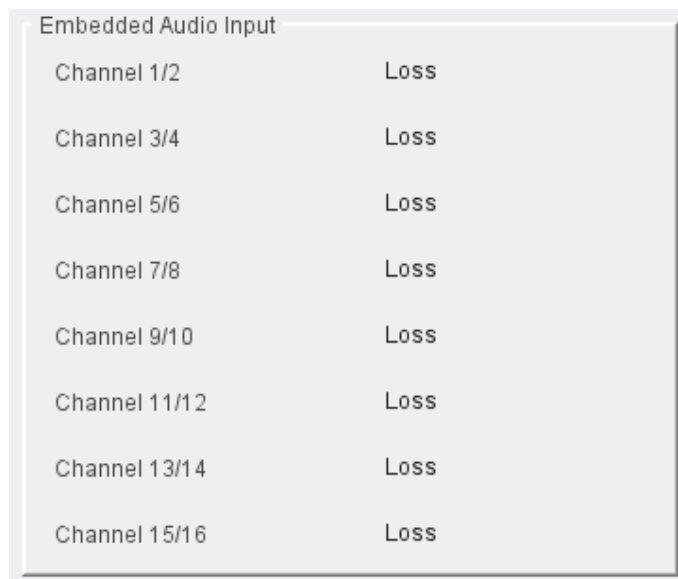 Embedded Audio Input
Channel 1/2 Loss
Channel 3/4 Loss
Channel 5/6 Loss
Channel 7/8 Loss
Channel 9/10 Loss
Channel 11/12 Loss
Channel 13/14 Loss
Channel 15/16 Loss